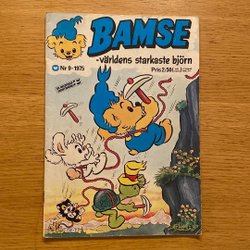 BAMSE
-världens starkaste björn
Nr 9 - 1975
Pris 2:50